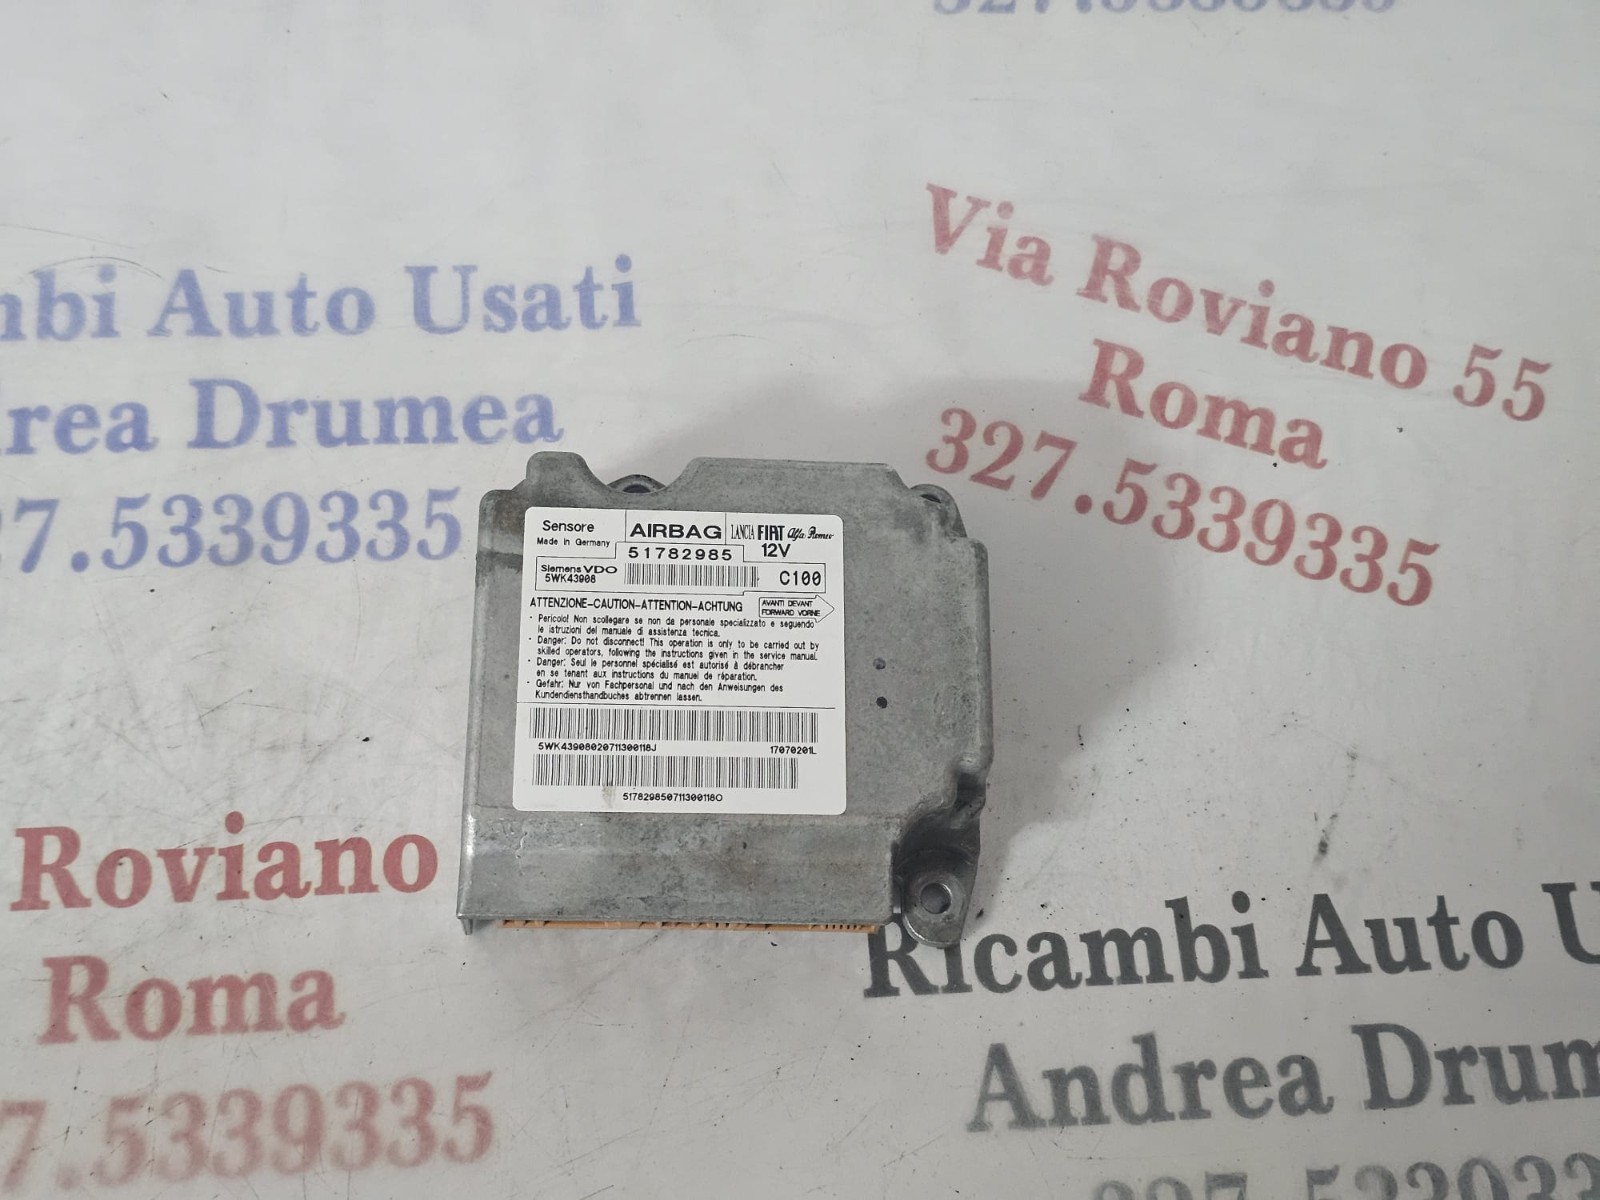 327.5339335
Via Roviano 55
Roma
327.5339335
mbi Auto Usati
rea Drumea
27.5339335
Sensore
Made in Germany
AIRBAG
LANCIA FIAT Alfa Romeo
51782985
12V
Siemens VDO
5WK43908
C100
ATTENZIONE-CAUTION-ATTENTION-ACHTUNG
AVANTI DEVANT
FORWARD VORNE
- Pericolo! Non scollegare se non da personale specializzato e seguendo
le istruzioni del manuale di assistenza tecnica.
- Danger: Do not disconnect! This operation is only to be carried out by
skilled operators, following the instructions given in the service manual.
- Danger: Seul le personnel spécialisé est autorisé à débrancher
en se tenant aux instructions du manuel de réparation.
- Gefahr: Nur von Fachpersonal und nach den Anweisungen des
Kundendiensthandbuches abtrennen lassen.
5WK43908020711300118J
17070201L
517829850711300118O
Roviano
Roma
7.5339335
Ricambi Auto U
Andrea Drum